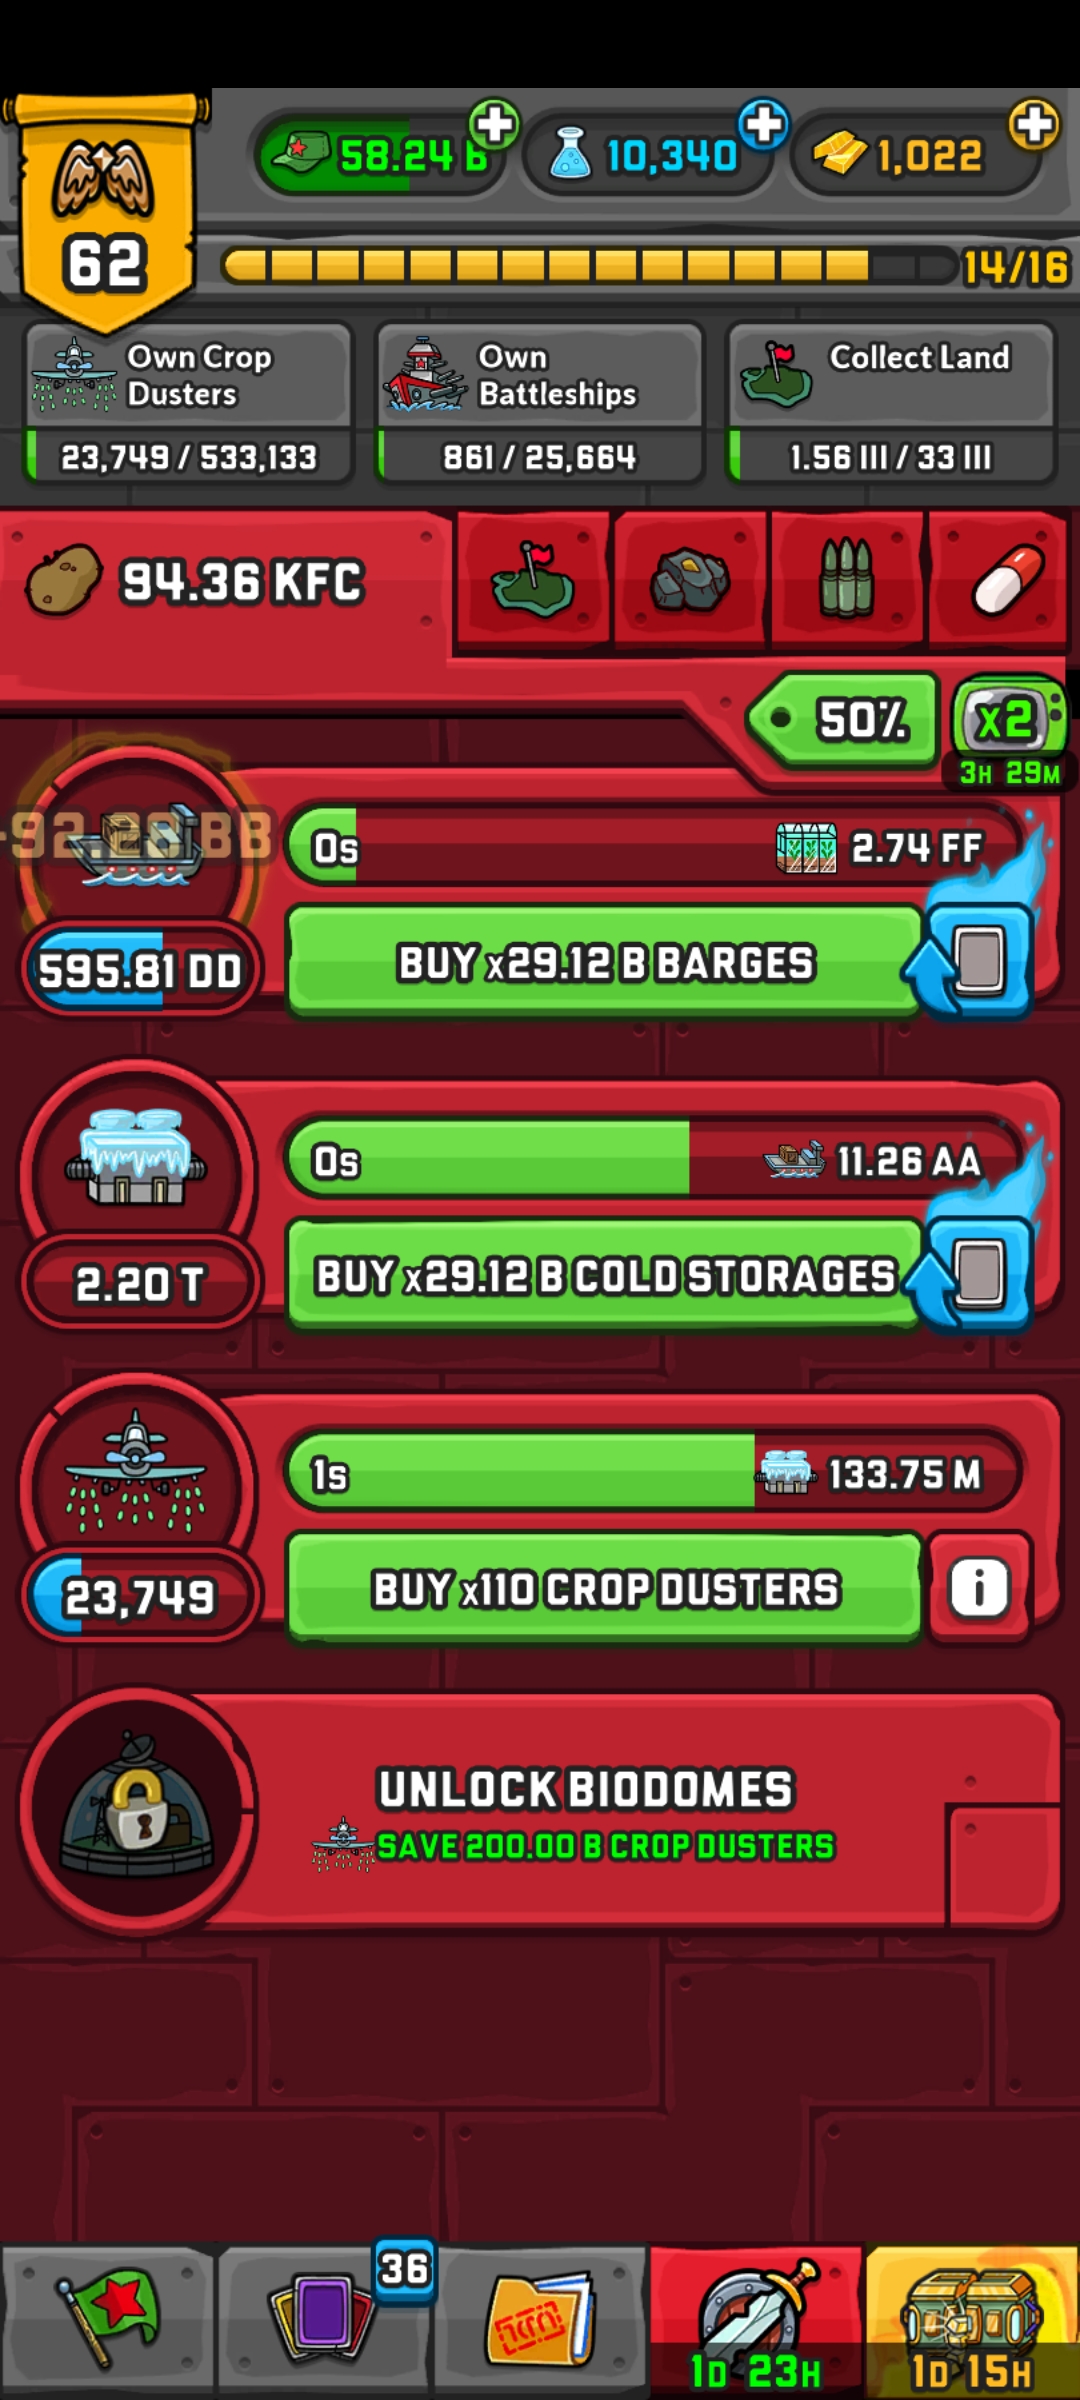 62
58.24 B
10,340
1,022
14/16
Own Crop
Dusters
23,749 / 533,133
Own
Battleships
861 / 25,664
Collect Land
1.56 III / 33 III
94.36 KFC
50%
x2
3H 29M
0s
2.74 FF
595.81 DD
BUY x29.12 B BARGES
0s
11.26 AA
2.20 T
BUY x29.12 B COLD STORAGES
1s
133.75 M
23,749
BUY x110 CROP DUSTERS
i
UNLOCK BIODOMES
SAVE 200.00 B CROP DUSTERS
36
1D 23H
1D 15H